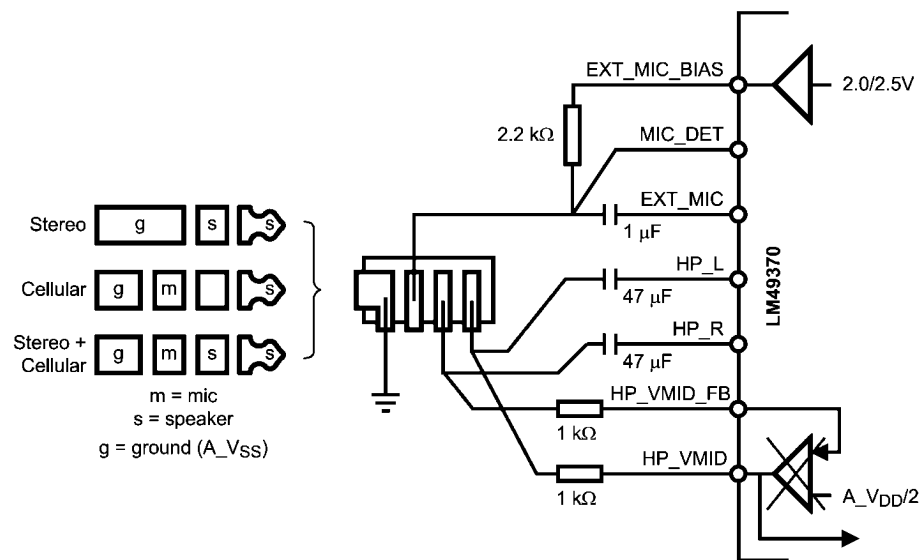 EXT_MIC_BIAS
2.0/2.5V
2.2 kΩ
MIC_DET
EXT_MIC
1 μF
Stereo
g
s
s
HP_L
47 μF
LM49370
Cellular
g
m
s
HP_R
47 μF
Stereo +
Cellular
g
m
s
s
m = mic
s = speaker
g = ground (A_VSS)
HP_VMID_FB
1 kΩ
HP_VMID
1 kΩ
A_VDD/2